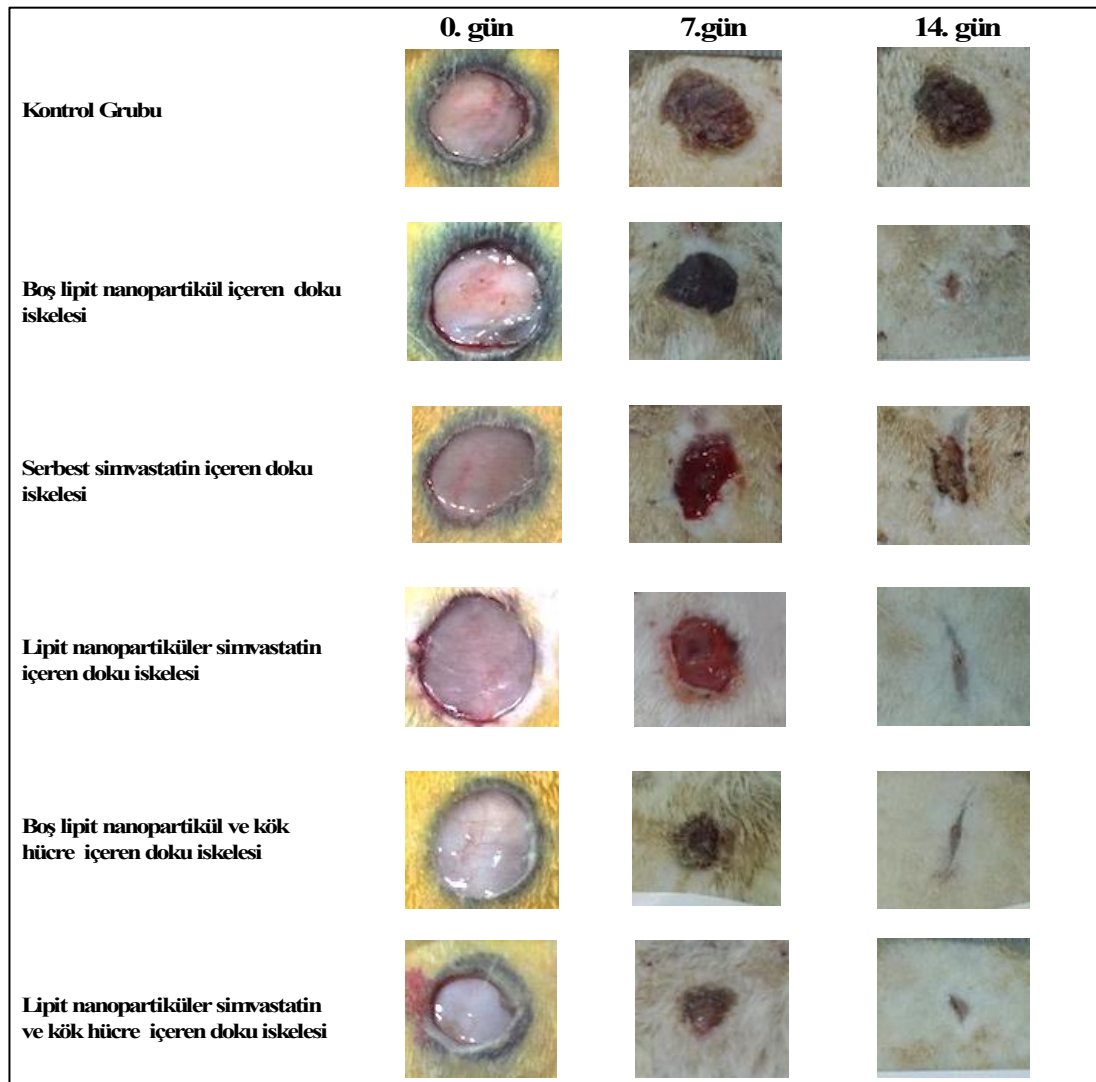 0. gün 7.gün 14. gün
Kontrol Grubu
Boş lipit nanopartikül içeren doku
iskelesi
Serbest simvastatin içeren doku
iskelesi
Lipit nanopartiküler simvastatin
içeren doku iskelesi
Boş lipit nanopartikül ve kök
hücre içeren doku iskelesi
Lipit nanopartiküler simvastatin
ve kök hücre içeren doku iskelesi